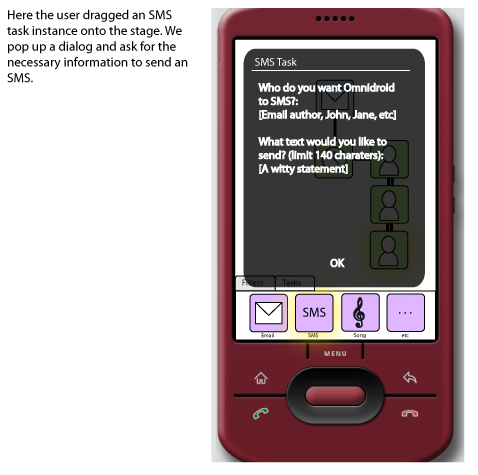 Here the user dragged an SMS
task instance onto the stage. We
pop up a dialog and ask for the
necessary information to send an
SMS.
SMS Task
Who do you want Omnidroid
to SMS?:
[Email author, John, Jane, etc]
What text would you like to
send? (limit 140 charaters):
[A witty statement]
OK
Filters Tasks
SMS
...
Email SMS Song etc
MENU